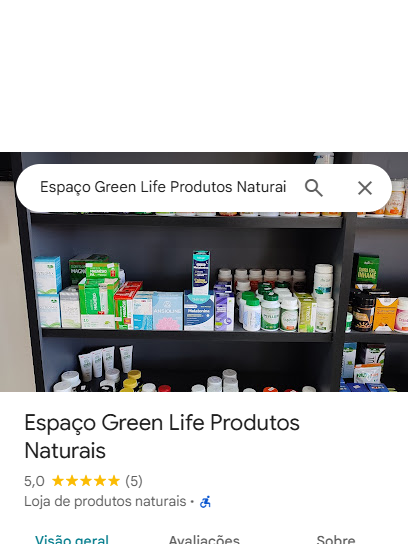 Espaço Green Life Produtos Naturai
Melatonina
Espaço Green Life Produtos
Naturais
5,0 (5)
Loja de produtos naturais •
Visão geral Avaliações Sobre